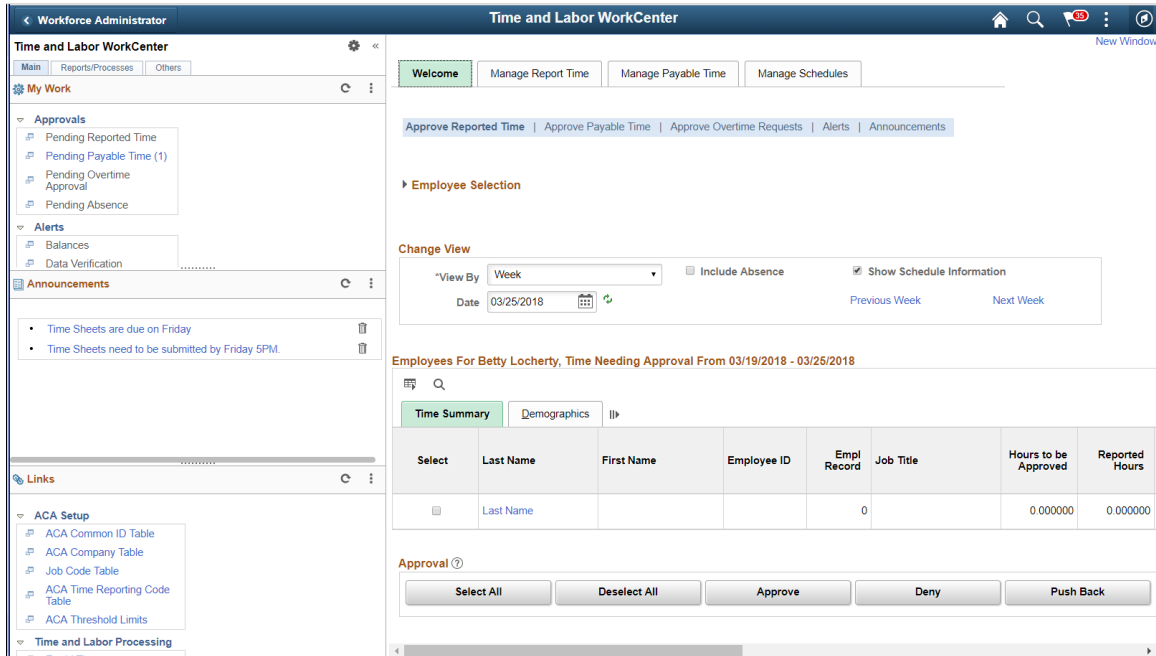 Workforce Administrator
Time and Labor WorkCenter
35
New Window
Time and Labor WorkCenter
Main
Reports/Processes
Others
My Work
Approvals
Pending Reported Time
Pending Payable Time (1)
Pending Overtime
Approval
Pending Absence
Alerts
Balances
Data Verification
Announcements
• Time Sheets are due on Friday
• Time Sheets need to be submitted by Friday 5PM.
Links
ACA Setup
ACA Common ID Table
ACA Company Table
Job Code Table
ACA Time Reporting Code
Table
ACA Threshold Limits
Time and Labor Processing
Welcome
Manage Report Time
Manage Payable Time
Manage Schedules
Approve Reported Time | Approve Payable Time | Approve Overtime Requests | Alerts | Announcements
Employee Selection
Change View
*View By Week
Include Absence
Show Schedule Information
Date 03/25/2018
Previous Week
Next Week
Employees For Betty Locherty, Time Needing Approval From 03/19/2018 - 03/25/2018
Time Summary
Demographics
Select
Last Name
First Name
Employee ID
Empl
Record
Job Title
Hours to be
Approved
Reported
Hours
Last Name
0
0.000000
0.000000
Approval
Select All
Deselect All
Approve
Deny
Push Back